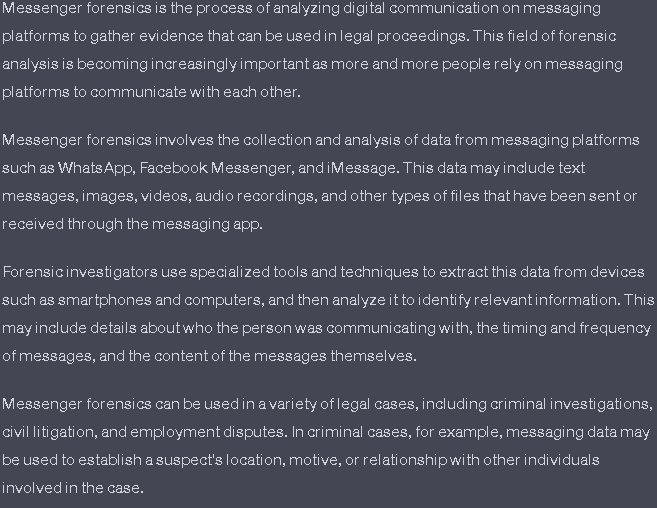 Messenger forensics is the process of analyzing digital communication on messaging
platforms to gather evidence that can be used in legal proceedings. This field of forensic
analysis is becoming increasingly important as more and more people rely on messaging
platforms to communicate with each other.
Messenger forensics involves the collection and analysis of data from messaging platforms
such as WhatsApp, Facebook Messenger, and iMessage. This data may include text
messages, images, videos, audio recordings, and other types of files that have been sent or
received through the messaging app.
Forensic investigators use specialized tools and techniques to extract this data from devices
such as smartphones and computers, and then analyze it to identify relevant information. This
may include details about who the person was communicating with, the timing and frequency
of messages, and the content of the messages themselves.
Messenger forensics can be used in a variety of legal cases, including criminal investigations,
civil litigation, and employment disputes. In criminal cases, for example, messaging data may
be used to establish a suspect's location, motive, or relationship with other individuals
involved in the case.